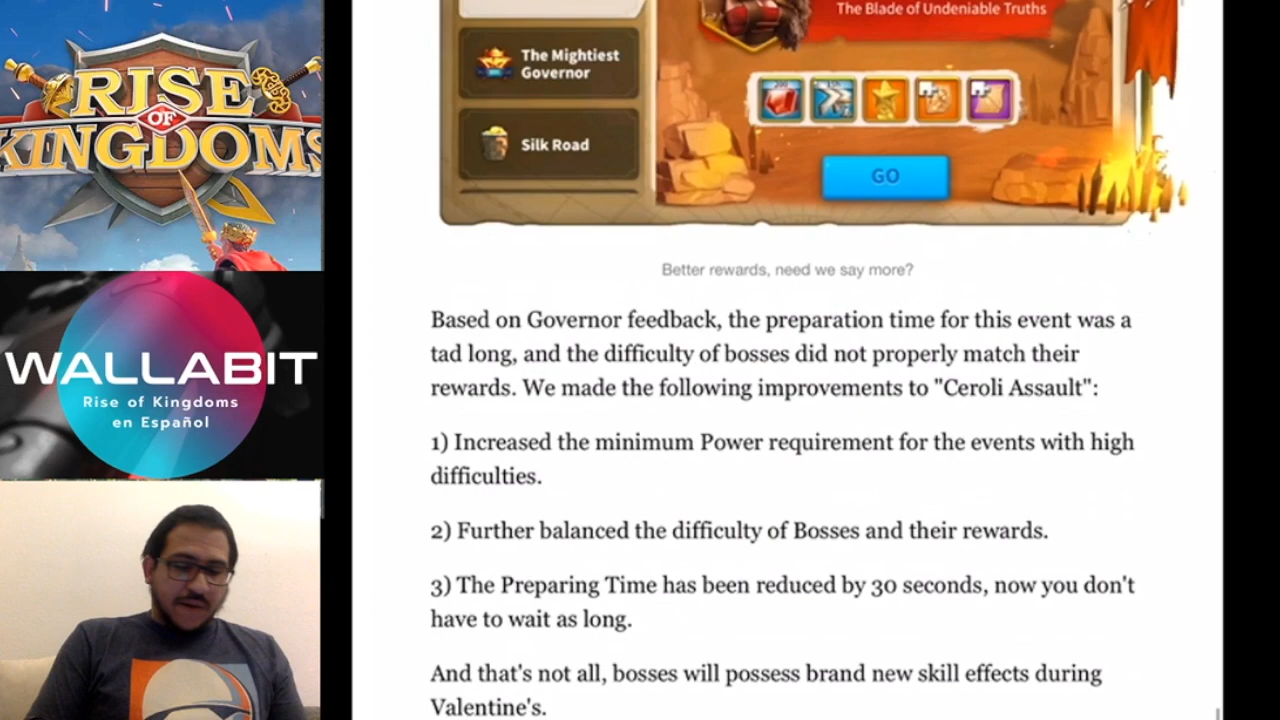 RISE
OF
KINGDOMS
WALLABIT
Rise of Kingdoms
en Español
The Blade of Undeniable Truths
The Mightiest
Governor
Silk Road
GO
Better rewards, need we say more?
Based on Governor feedback, the preparation time for this event was a
tad long, and the difficulty of bosses did not properly match their
rewards. We made the following improvements to "Ceroli Assault":
1) Increased the minimum Power requirement for the events with high
difficulties.
2) Further balanced the difficulty of Bosses and their rewards.
3) The Preparing Time has been reduced by 30 seconds, now you don't
have to wait as long.
And that's not all, bosses will possess brand new skill effects during
Valentine's.